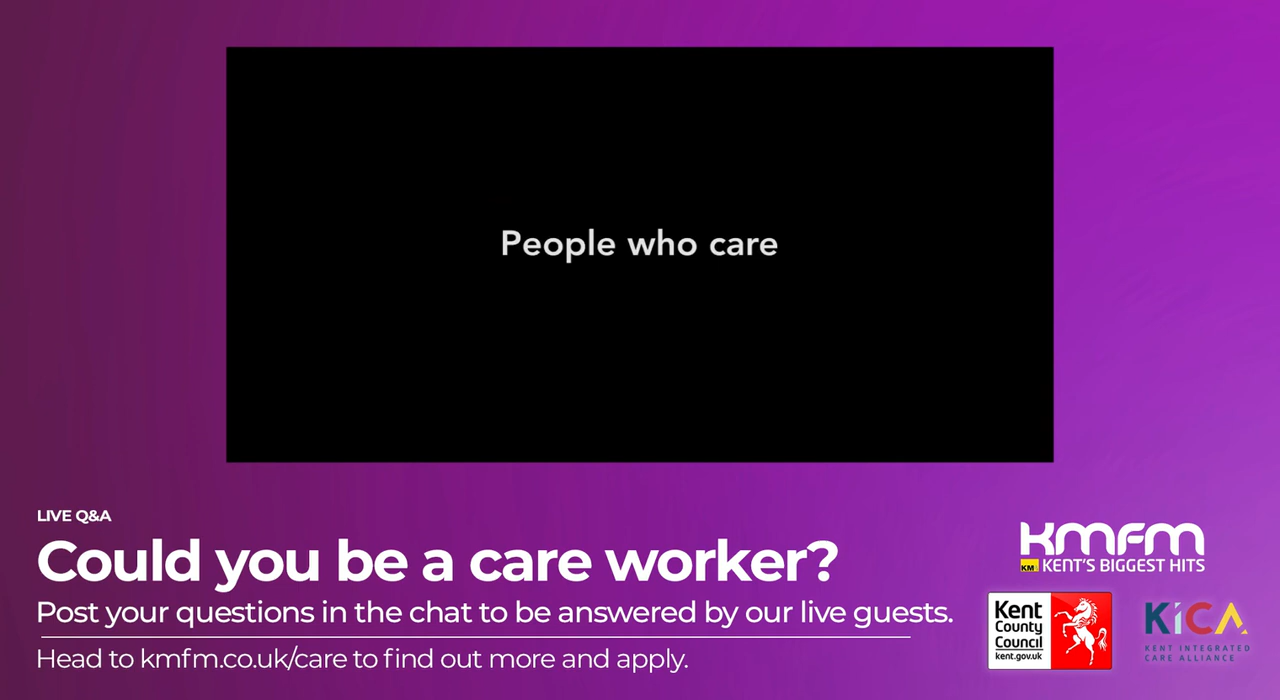 People who care
LIVE Q&A
Could you be a care worker?
Post your questions in the chat to be answered by our live guests.
Head to kmfm.co.uk/care to find out more and apply.
kmfm
KM KENT'S BIGGEST HITS
Kent
County
Council
kent.gov.uk
KiCA
KENT INTEGRATED
CARE ALLIANCE